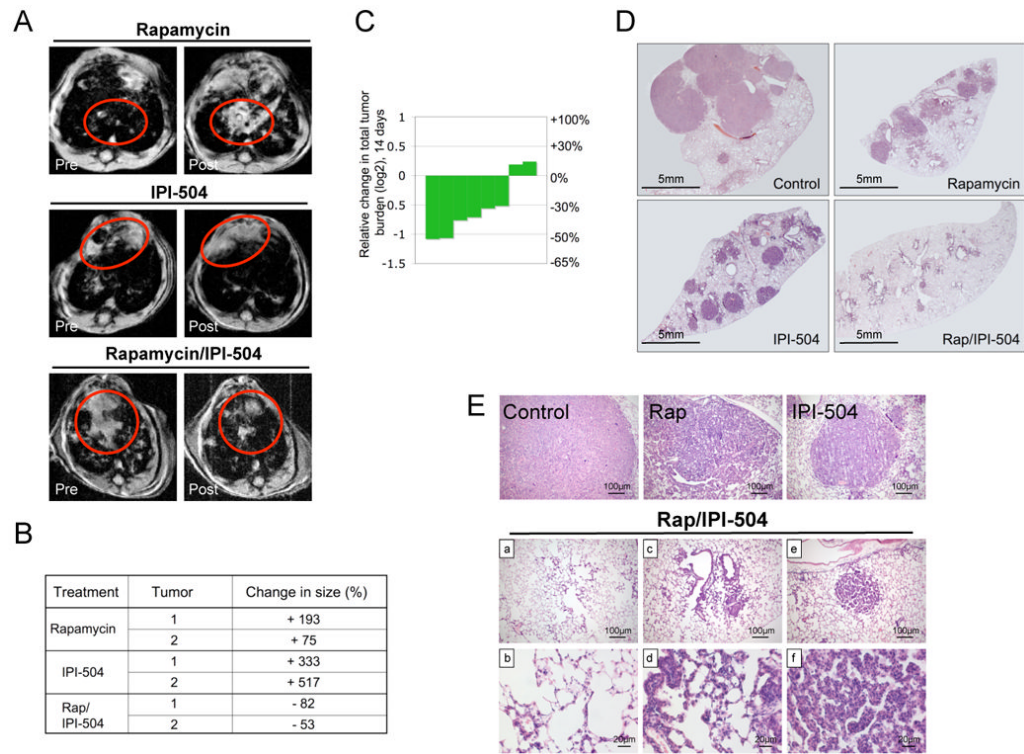 A
Rapamycin
Pre
Post
IPI-504
Pre
Post
Rapamycin/IPI-504
Pre
Post
B
Treatment Tumor Change in size (%)
Rapamycin 1 + 193
2 + 75
IPI-504 1 + 333
2 + 517
Rap/
IPI-504
1 - 82
2 - 53
C
Relative change in total tumor
burden (log2), 14 days
1 +100%
0.5 +30%
0 0%
-0.5 -30%
-1 -50%
-1.5 -65%
D
5mm Control
5mm Rapamycin
5mm IPI-504
5mm Rap/IPI-504
E
Control
100µm
Rap
100µm
IPI-504
100µm
Rap/IPI-504
a
100µm
c
100µm
e
100µm
b
20µm
d
20µm
f
20µm